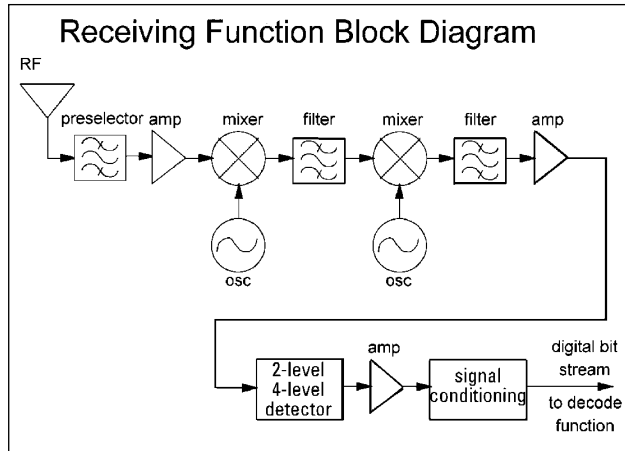 Receiving Function Block Diagram
RF
preselector
amp
mixer
filter
mixer
filter
amp
osc
osc
2-level
4-level
detector
amp
signal
conditioning
digital bit
stream
to decode
function